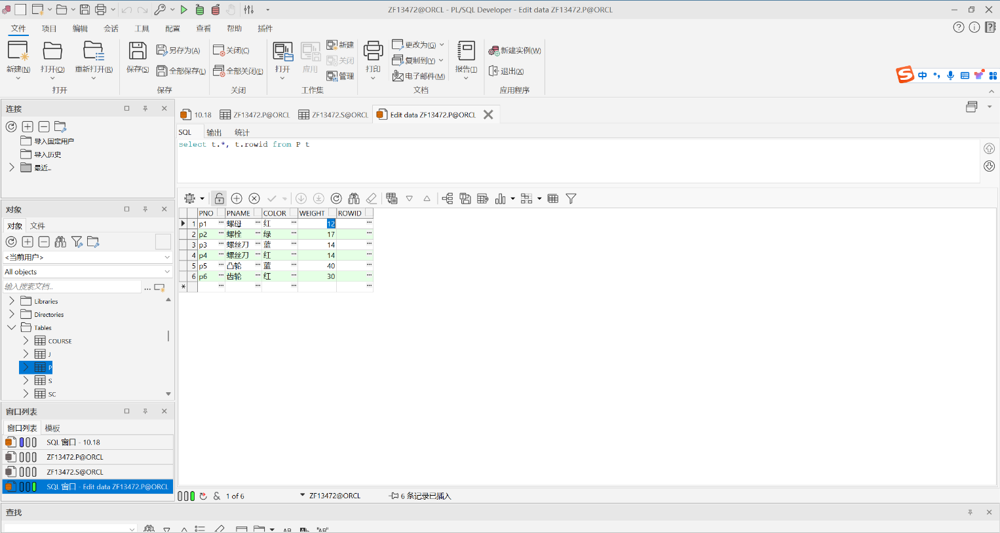 ZF13472@ORCL - PL/SQL Developer - Edit data ZF13472.P@ORCL
文件 项目 编辑 会话 工具 配置 查看 帮助 插件
新建(N) 打开(O) 重新打开(R)
打开
保存(S) 另存为(A) 全部保存(L)
保存
关闭(C) 全部关闭(E)
关闭
打开 应用 新建 关闭 管理
工作集
打印 更改为(G) 复制到(Y) 电子邮件(M) 报告(T)
文档
新建实例(W) 退出(X)
应用程序
中
连接
导入固定用户
导入历史
最近...
对象
对象 文件
<当前用户>
All objects
输入搜索文档...
Libraries
Directories
Tables
COURSE
J
P
S
SC
窗口列表
窗口列表 模板
SQL 窗口 - 10.18
ZF13472.P@ORCL
ZF13472.S@ORCL
SQL 窗口 - Edit data ZF13472.P@ORCL
10.18 ZF13472.P@ORCL ZF13472.S@ORCL Edit data ZF13472.P@ORCL
SQL 输出 统计
select t.*, t.rowid from P t
PNO PNAME COLOR WEIGHT ROWID
1 p1 ... 螺母 ... 红 ... 12 ...
2 p2 ... 螺栓 ... 绿 ... 17 ...
3 p3 ... 螺丝刀 ... 蓝 ... 14 ...
4 p4 ... 螺丝刀 ... 红 ... 14 ...
5 p5 ... 凸轮 ... 蓝 ... 40 ...
6 p6 ... 齿轮 ... 红 ... 30 ...
* ... ... ... ...
& 1 of 6 ZF13472@ORCL 6 条记录已插入
查找
AB Ab "AB"